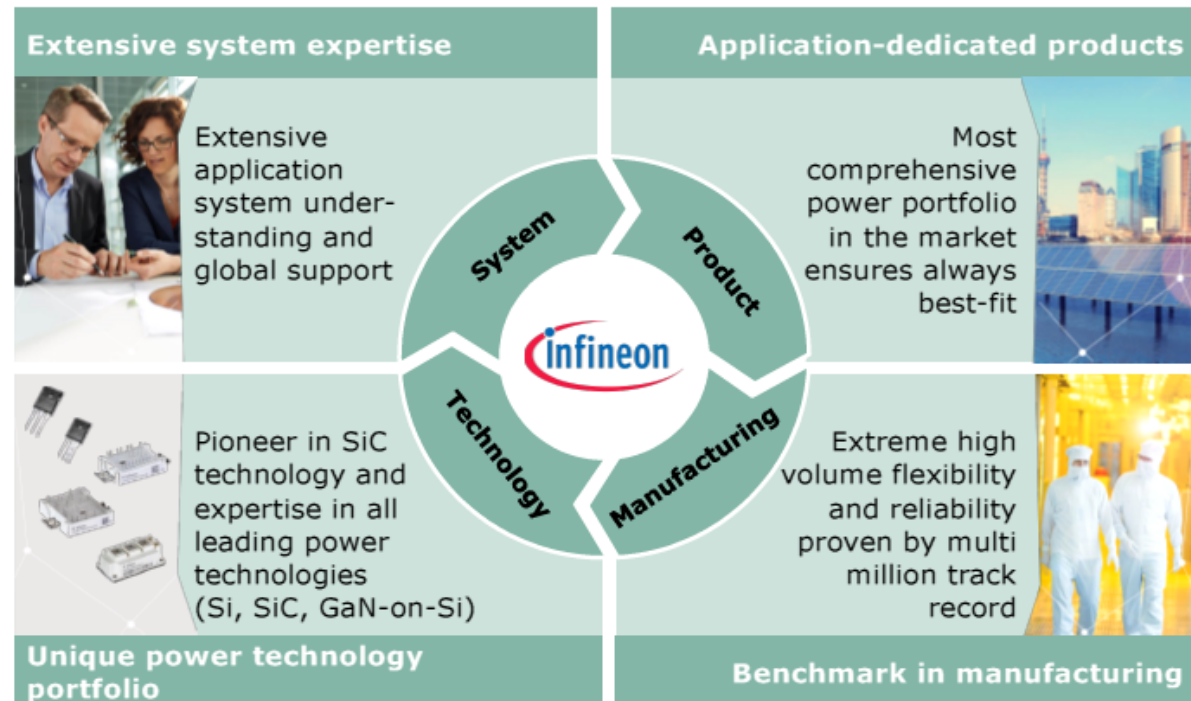 Extensive system expertise
Application-dedicated products
Extensive
application
system under-
standing and
global support
Most
comprehensive
power portfolio
in the market
ensures always
best-fit
System
Product
infineon
Technology
Manufacturing
Pioneer in SiC
technology and
expertise in all
leading power
technologies
(Si, SiC, GaN-on-Si)
Extreme high
volume flexibility
and reliability
proven by multi
million track
record
Unique power technology
portfolio
Benchmark in manufacturing